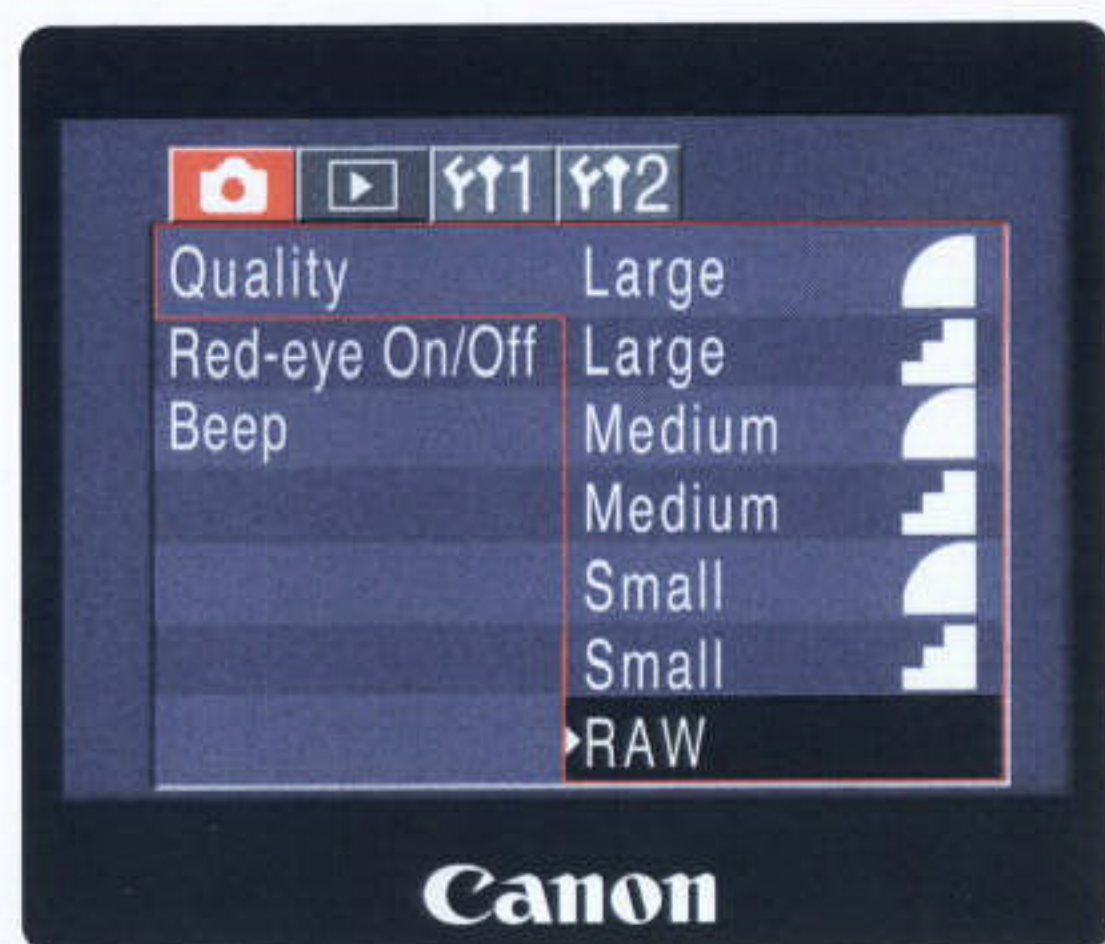 1 2
Quality Large
Red-eye On/Off Large
Beep Medium
Medium
Small
Small
RAW
Canon